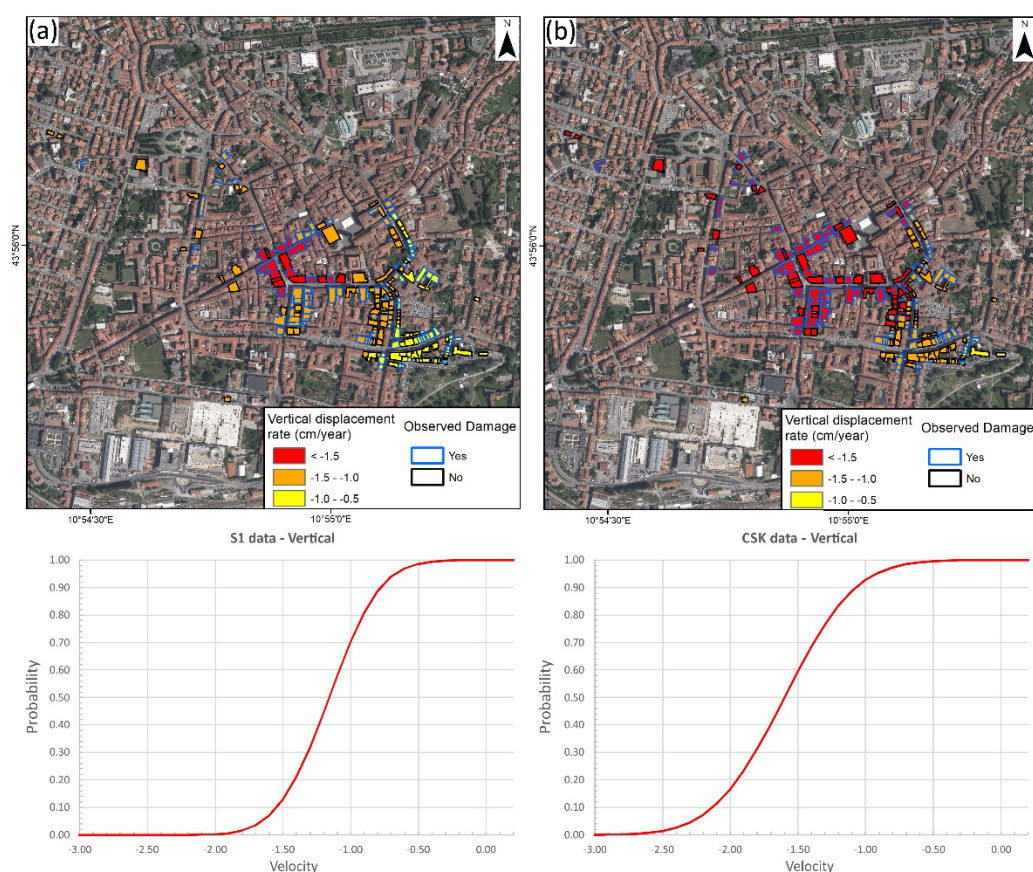 (a)
N
43°56'0"N
Vertical displacement
rate (cm/year)
< -1.5
-1.5 - -1.0
-1.0 - -0.5
Observed Damage
Yes
No
10°54'30"E
10°55'0"E
(b)
N
43°56'0"N
Vertical displacement
rate (cm/year)
< -1.5
-1.5 - -1.0
-1.0 - -0.5
Observed Damage
Yes
No
10°54'30"E
10°55'0"E
S1 data - Vertical
Probability
1.00
0.90
0.80
0.70
0.60
0.50
0.40
0.30
0.20
0.10
0.00
-3.00
-2.50
-2.00
-1.50
-1.00
-0.50
0.00
Velocity
CSK data - Vertical
Probability
1.00
0.90
0.80
0.70
0.60
0.50
0.40
0.30
0.20
0.10
0.00
-3.00
-2.50
-2.00
-1.50
-1.00
-0.50
0.00
Velocity